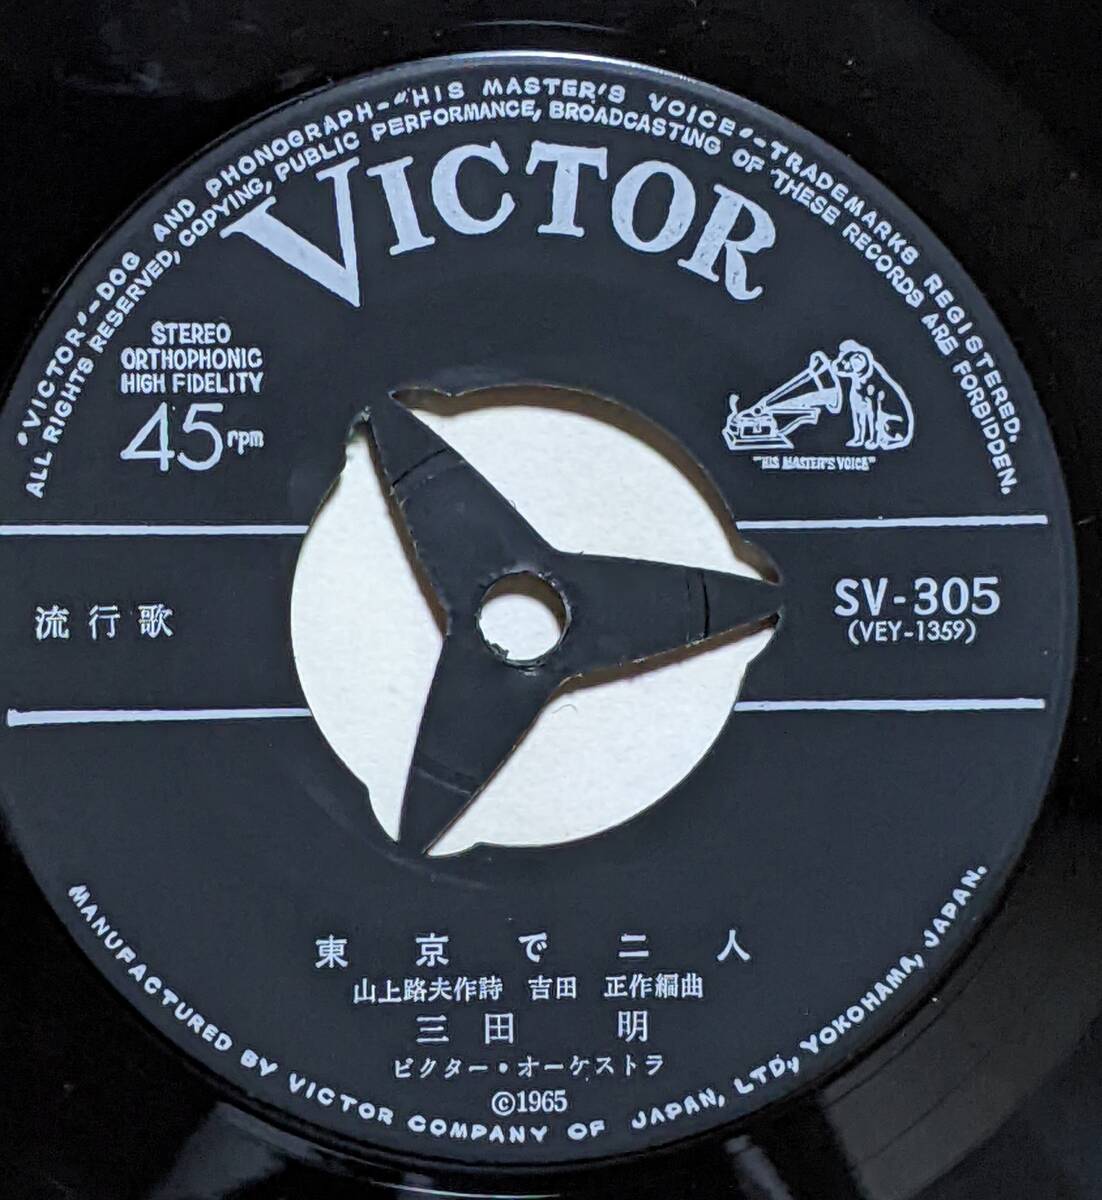 "VICTOR"-DOG AND PHONOGRAPH-"HIS MASTER'S VOICE"-TRADEMARKS REGISTERED.
ALL RIGHTS RESERVED, COPYING, PUBLIC PERFORMANCE, BROADCASTING OF THESE RECORDS ARE FORBIDDEN.
VICTOR
STEREO
ORTHOPHONIC
HIGH FIDELITY
45rpm
"HIS MASTER'S VOICE"
流行歌
SV-305
(VEY-1359)
東京で二人
山上路夫作詩 吉田 正作編曲
三田 明
ビクター・オーケストラ
©1965
MANUFACTURED BY VICTOR COMPANY OF JAPAN, LTD., YOKOHAMA, JAPAN.